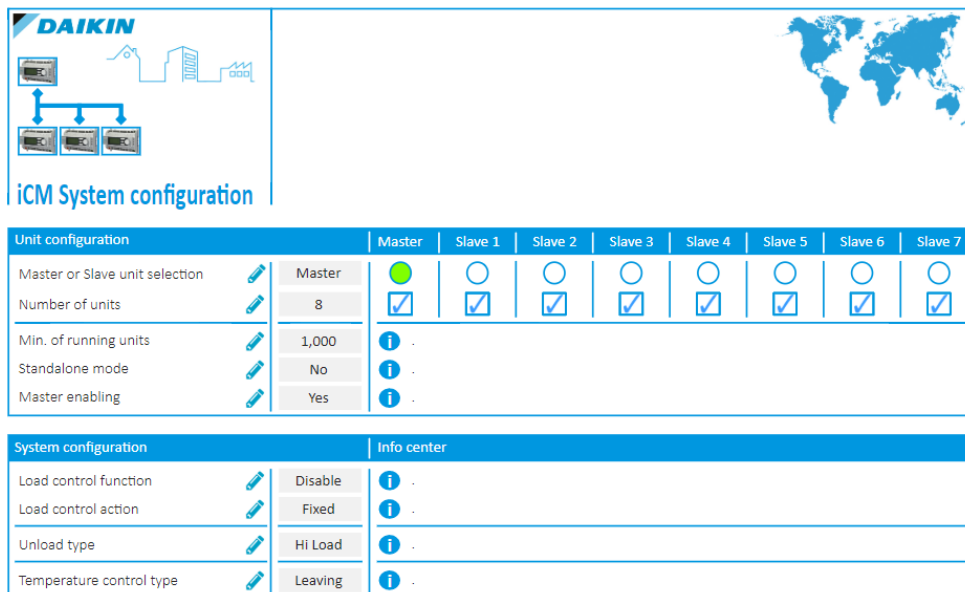 DAIKIN
iCM System configuration
Unit configuration Master Slave 1 Slave 2 Slave 3 Slave 4 Slave 5 Slave 6 Slave 7
Master or Slave unit selection Master
Number of units 8
Min. of running units 1,000 i .
Standalone mode No i .
Master enabling Yes i .
System configuration Info center
Load control function Disable i .
Load control action Fixed i .
Unload type Hi Load i .
Temperature control type Leaving i .